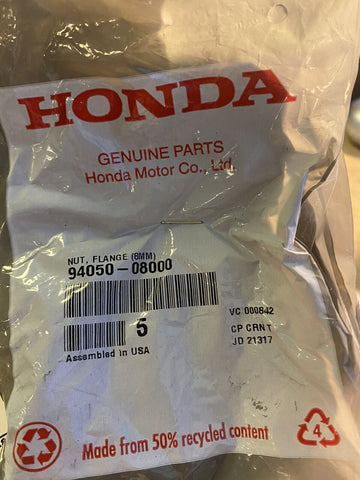 HONDA
GENUINE PARTS
Honda Motor Co., Ltd.
NUT, FLANGE (8MM)
94050-08000
5
VC 000842
CP CRNT
JD 21317
Assembled in USA
Made from 50% recycled content
4